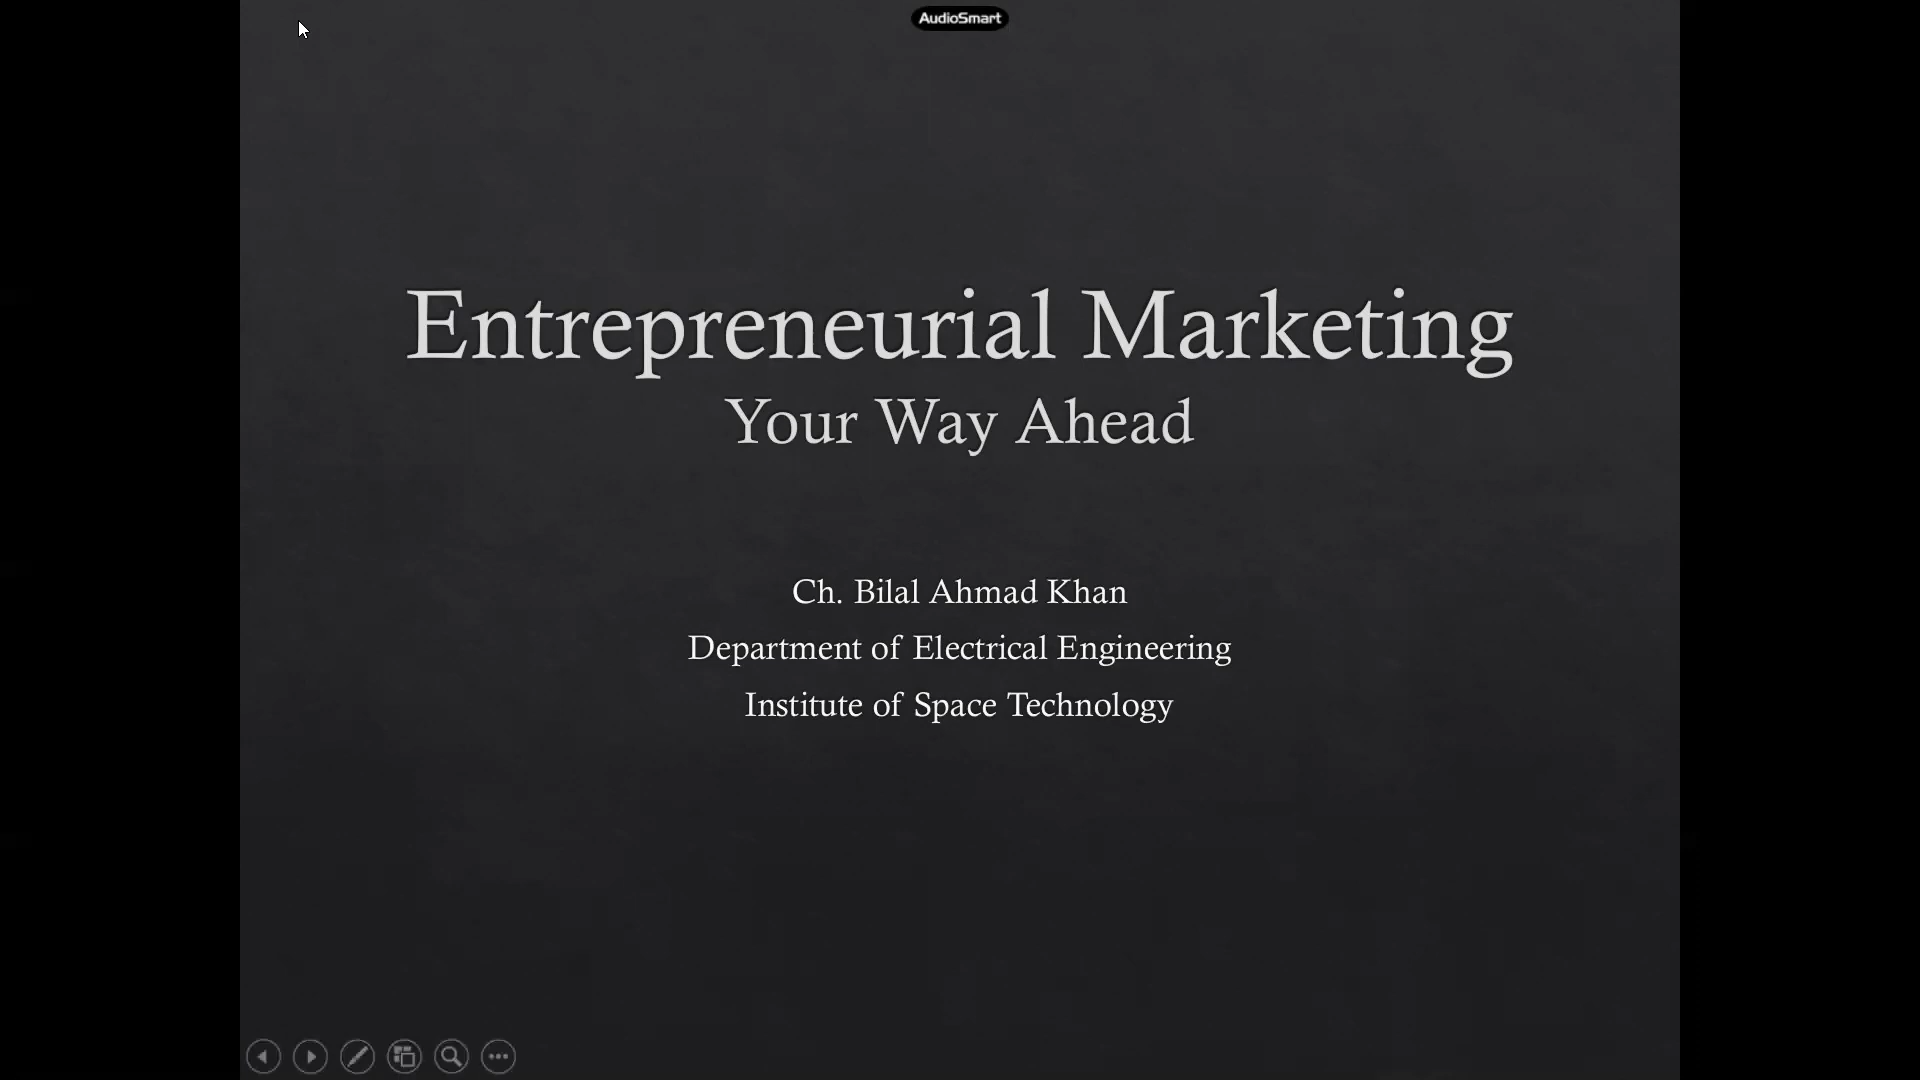 AudioSmart
Entrepreneurial Marketing
Your Way Ahead
Ch. Bilal Ahmad Khan
Department of Electrical Engineering
Institute of Space Technology